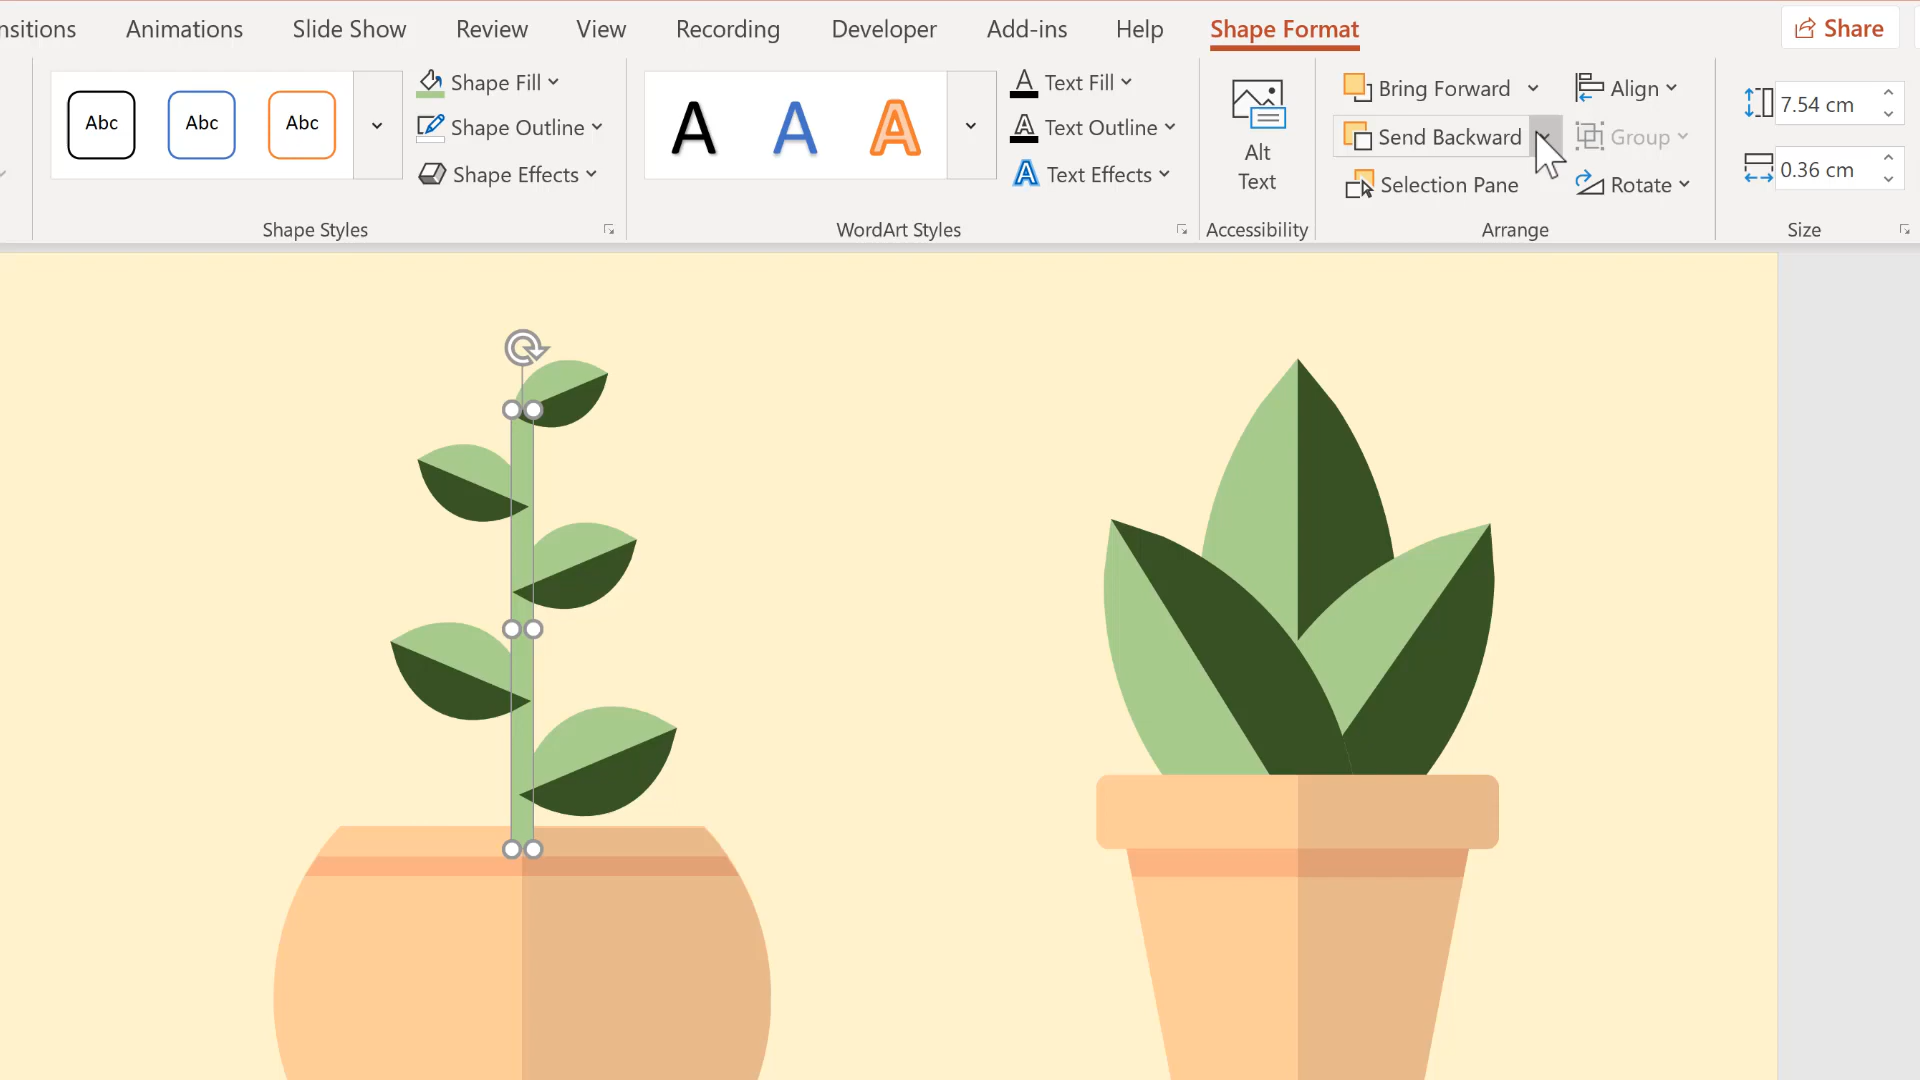 nsitions Animations Slide Show Review View Recording Developer Add-ins Help Shape Format Share
Abc Abc Abc
Shape Fill
Shape Outline
Shape Effects
Shape Styles
A A A
Text Fill
Text Outline
Text Effects
WordArt Styles
Alt
Text
Accessibility
Bring Forward
Send Backward
Selection Pane
Align
Group
Rotate
Arrange
7.54 cm
0.36 cm
Size